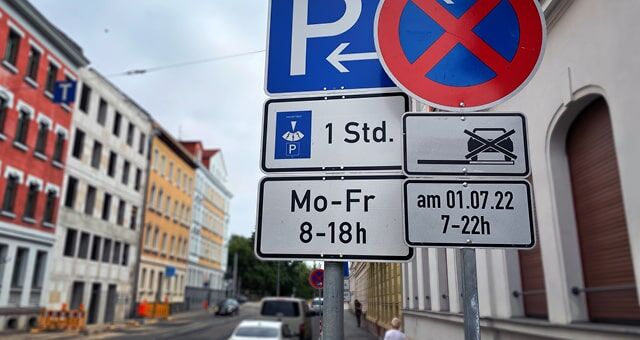 P
P
1 Std.
Mo-Fr
8-18h
am 01.07.22
7-22h
T